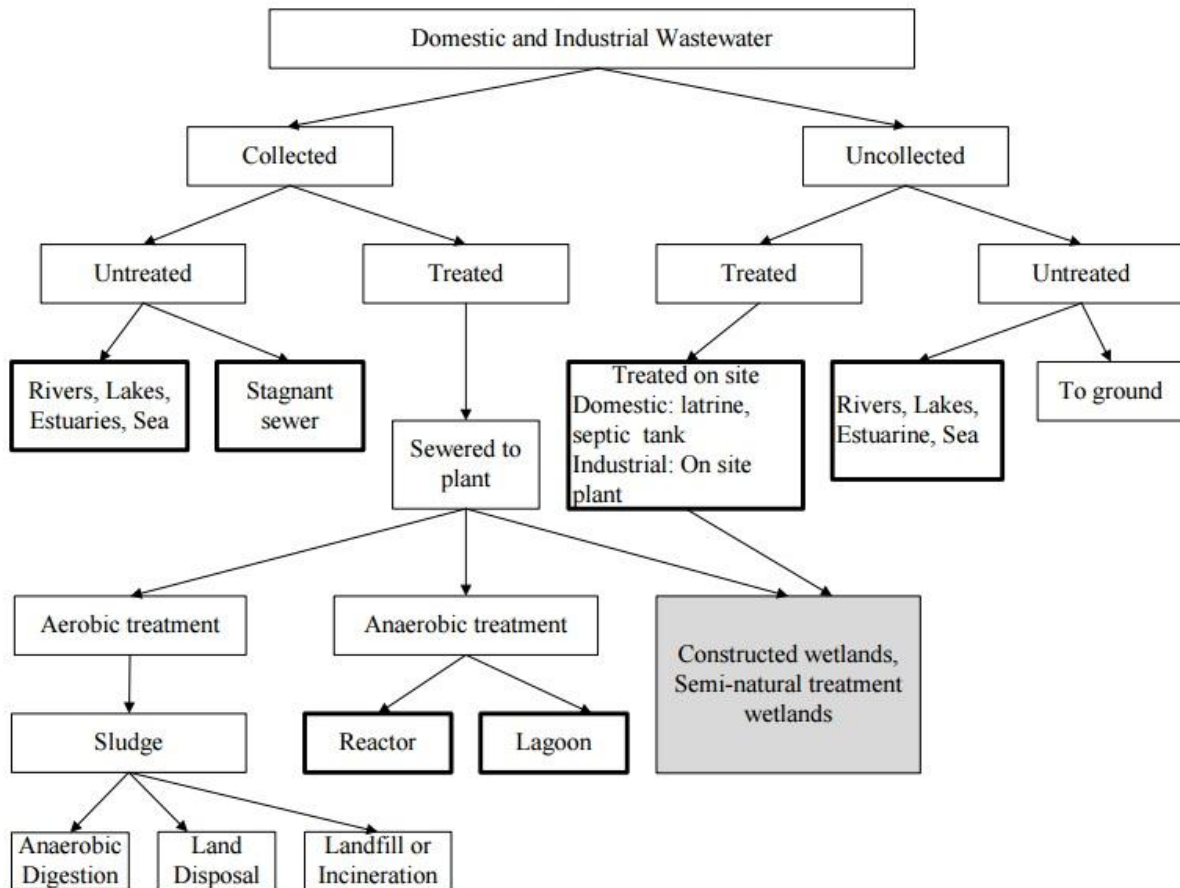 Domestic and Industrial Wastewater
Collected
Uncollected
Untreated
Treated
Treated
Untreated
Rivers, Lakes,
Estuaries, Sea
Stagnant
sewer
Sewered to
plant
Treated on site
Domestic: latrine,
septic tank
Industrial: On site
plant
Rivers, Lakes,
Estuarine, Sea
To ground
Aerobic treatment
Anaerobic treatment
Constructed wetlands,
Semi-natural treatment
wetlands
Sludge
Reactor
Lagoon
Anaerobic
Digestion
Land
Disposal
Landfill or
Incineration